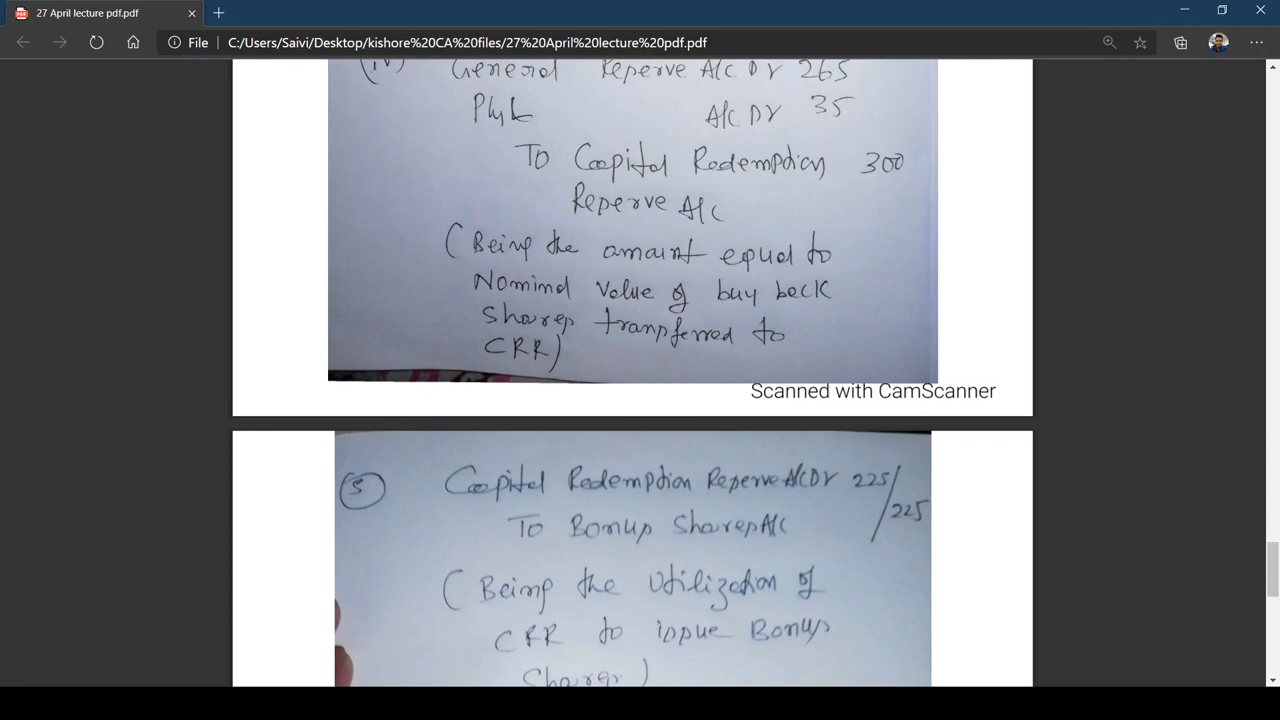 27 April lecture pdf.pdf
File C:/Users/Saivi/Desktop/kishore%20CA%20files/27%20April%20lecture%20pdf.pdf
(iv) General Reserve A/c Dr 265
P&L A/c Dr 35
To Capital Redemption 300
Reserve A/c
(Being the amount equal to
Nominal Value of buy back
Shares transferred to
CRR)
Scanned with CamScanner
5 Capital Redemption Reserve A/c Dr 225/
To Bonus Shares A/c /225
(Being the Utilization of
CRR to issue Bonus
Shares)